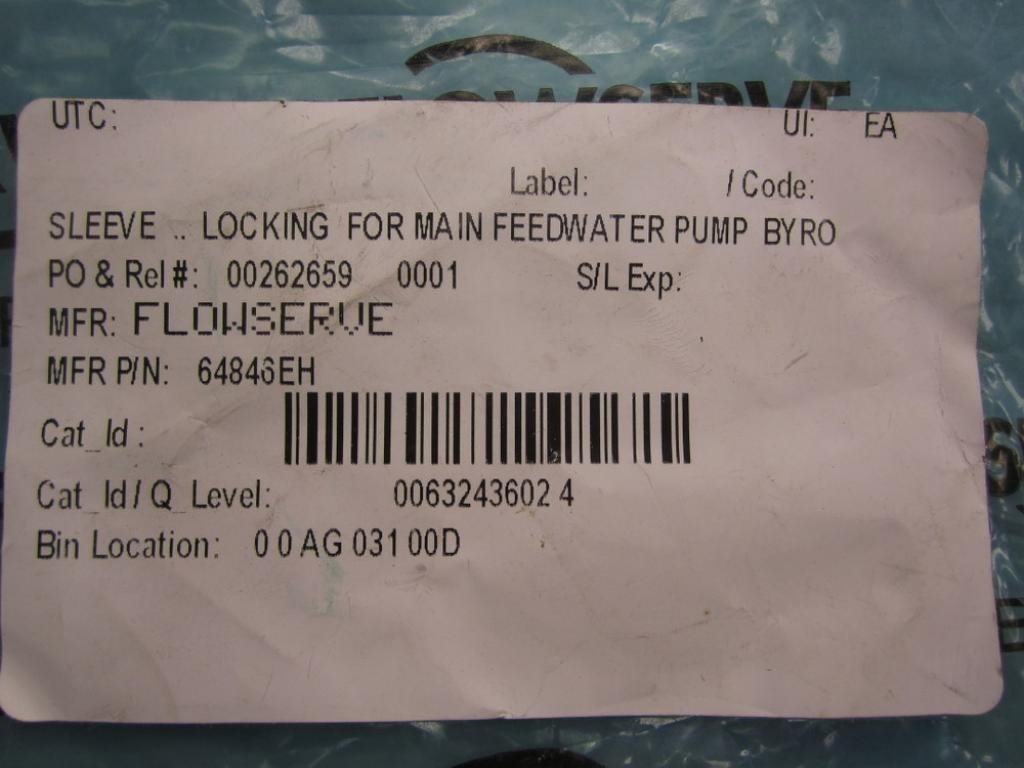 FLOWSERVE
UTC: UI: EA
Label: / Code:
SLEEVE .. LOCKING FOR MAIN FEEDWATER PUMP BYRO
PO & Rel #: 00262659 0001 S/L Exp:
MFR: FLOWSERVE
MFR P/N: 64846EH
Cat_Id :
Cat_Id / Q_Level: 0063243602 4
Bin Location: 0 0 AG 031 00D